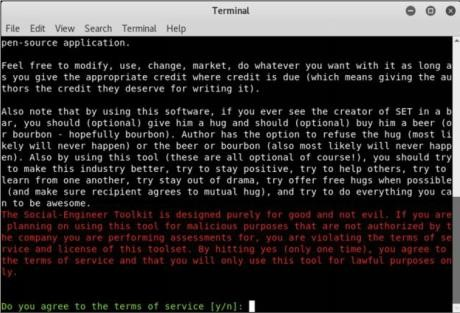 Terminal
File Edit View Search Terminal Help
pen-source application.
Feel free to modify, use, change, market, do whatever you want with it as long a
s you give the appropriate credit where credit is due (which means giving the au
thors the credit they deserve for writing it).
Also note that by using this software, if you ever see the creator of SET in a b
ar, you should (optional) give him a hug and should (optional) buy him a beer (o
r bourbon - hopefully bourbon). Author has the option to refuse the hug (most li
kely will never happen) or the beer or bourbon (also most likely will never happ
en). Also by using this tool (these are all optional of course!), you should try
to make this industry better, try to stay positive, try to help others, try to
learn from one another, try stay out of drama, try offer free hugs when possible
(and make sure recipient agrees to mutual hug), and try to do everything you ca
n to be awesome.
The Social-Engineer Toolkit is designed purely for good and not evil. If you are
planning on using this tool for malicious purposes that are not authorized by t
he company you are performing assessments for, you are violating the terms of se
rvice and license of this toolset. By hitting yes (only one time), you agree to
the terms of service and that you will only use this tool for lawful purposes on
ly.
Do you agree to the terms of service [y/n]: